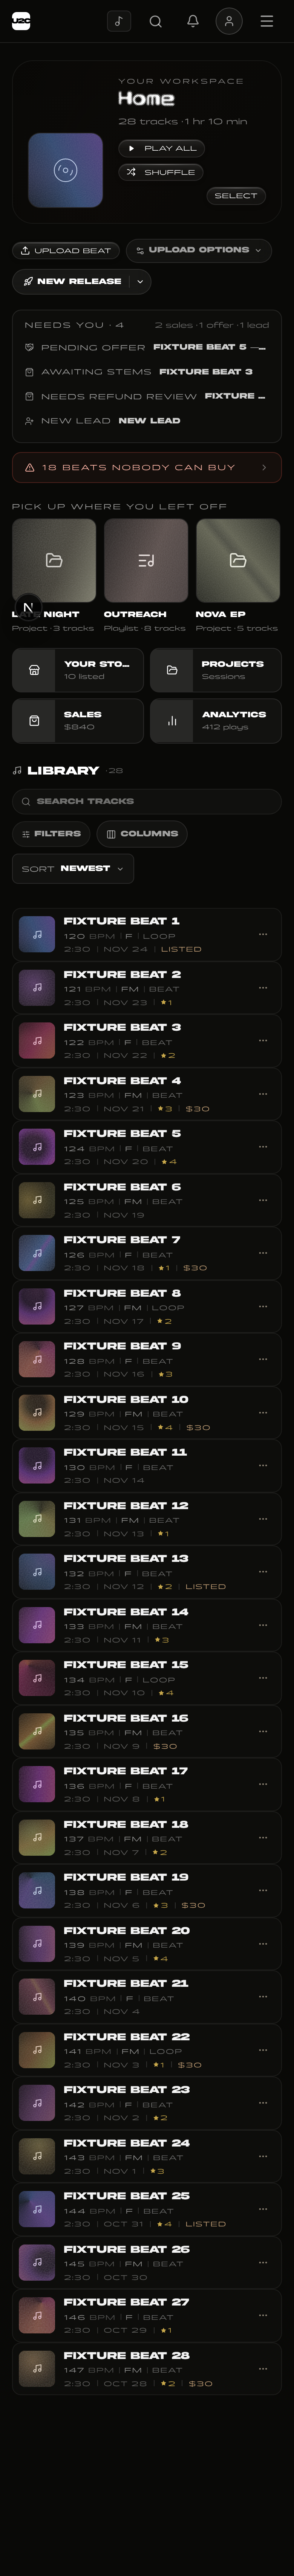 U2C
YOUR WORKSPACE
Home
28 tracks · 1 hr 10 min
PLAY ALL
SHUFFLE
SELECT
UPLOAD BEAT
UPLOAD OPTIONS
NEW RELEASE
NEEDS YOU · 4
2 sales · 1 offer · 1 lead
PENDING OFFER FIXTURE BEAT 5 —...
AWAITING STEMS FIXTURE BEAT 3
NEEDS REFUND REVIEW FIXTURE ...
NEW LEAD NEW LEAD
18 BEATS NOBODY CAN BUY
PICK UP WHERE YOU LEFT OFF
N
NIGHT
Project · 3 tracks
OUTREACH
Playlist · 8 tracks
NOVA EP
Project · 5 tracks
YOUR STO...
10 listed
PROJECTS
Sessions
SALES
$840
ANALYTICS
412 plays
LIBRARY · 28
SEARCH TRACKS
FILTERS
COLUMNS
SORT NEWEST
FIXTURE BEAT 1
120 BPM | F | LOOP
2:30 | NOV 24 | LISTED
FIXTURE BEAT 2
121 BPM | FM | BEAT
2:30 | NOV 23 | ★1
FIXTURE BEAT 3
122 BPM | F | BEAT
2:30 | NOV 22 | ★2
FIXTURE BEAT 4
123 BPM | FM | BEAT
2:30 | NOV 21 | ★3 | $30
FIXTURE BEAT 5
124 BPM | F | BEAT
2:30 | NOV 20 | ★4
FIXTURE BEAT 6
125 BPM | FM | BEAT
2:30 | NOV 19
FIXTURE BEAT 7
126 BPM | F | BEAT
2:30 | NOV 18 | ★1 | $30
FIXTURE BEAT 8
127 BPM | FM | LOOP
2:30 | NOV 17 | ★2
FIXTURE BEAT 9
128 BPM | F | BEAT
2:30 | NOV 16 | ★3
FIXTURE BEAT 10
129 BPM | FM | BEAT
2:30 | NOV 15 | ★4 | $30
FIXTURE BEAT 11
130 BPM | F | BEAT
2:30 | NOV 14
FIXTURE BEAT 12
131 BPM | FM | BEAT
2:30 | NOV 13 | ★1
FIXTURE BEAT 13
132 BPM | F | BEAT
2:30 | NOV 12 | ★2 | LISTED
FIXTURE BEAT 14
133 BPM | FM | BEAT
2:30 | NOV 11 | ★3
FIXTURE BEAT 15
134 BPM | F | LOOP
2:30 | NOV 10 | ★4
FIXTURE BEAT 16
135 BPM | FM | BEAT
2:30 | NOV 9 | $30
FIXTURE BEAT 17
136 BPM | F | BEAT
2:30 | NOV 8 | ★1
FIXTURE BEAT 18
137 BPM | FM | BEAT
2:30 | NOV 7 | ★2
FIXTURE BEAT 19
138 BPM | F | BEAT
2:30 | NOV 6 | ★3 | $30
FIXTURE BEAT 20
139 BPM | FM | BEAT
2:30 | NOV 5 | ★4
FIXTURE BEAT 21
140 BPM | F | BEAT
2:30 | NOV 4
FIXTURE BEAT 22
141 BPM | FM | LOOP
2:30 | NOV 3 | ★1 | $30
FIXTURE BEAT 23
142 BPM | F | BEAT
2:30 | NOV 2 | ★2
FIXTURE BEAT 24
143 BPM | FM | BEAT
2:30 | NOV 1 | ★3
FIXTURE BEAT 25
144 BPM | F | BEAT
2:30 | OCT 31 | ★4 | LISTED
FIXTURE BEAT 26
145 BPM | FM | BEAT
2:30 | OCT 30
FIXTURE BEAT 27
146 BPM | F | BEAT
2:30 | OCT 29 | ★1
FIXTURE BEAT 28
147 BPM | FM | BEAT
2:30 | OCT 28 | ★2 | $30